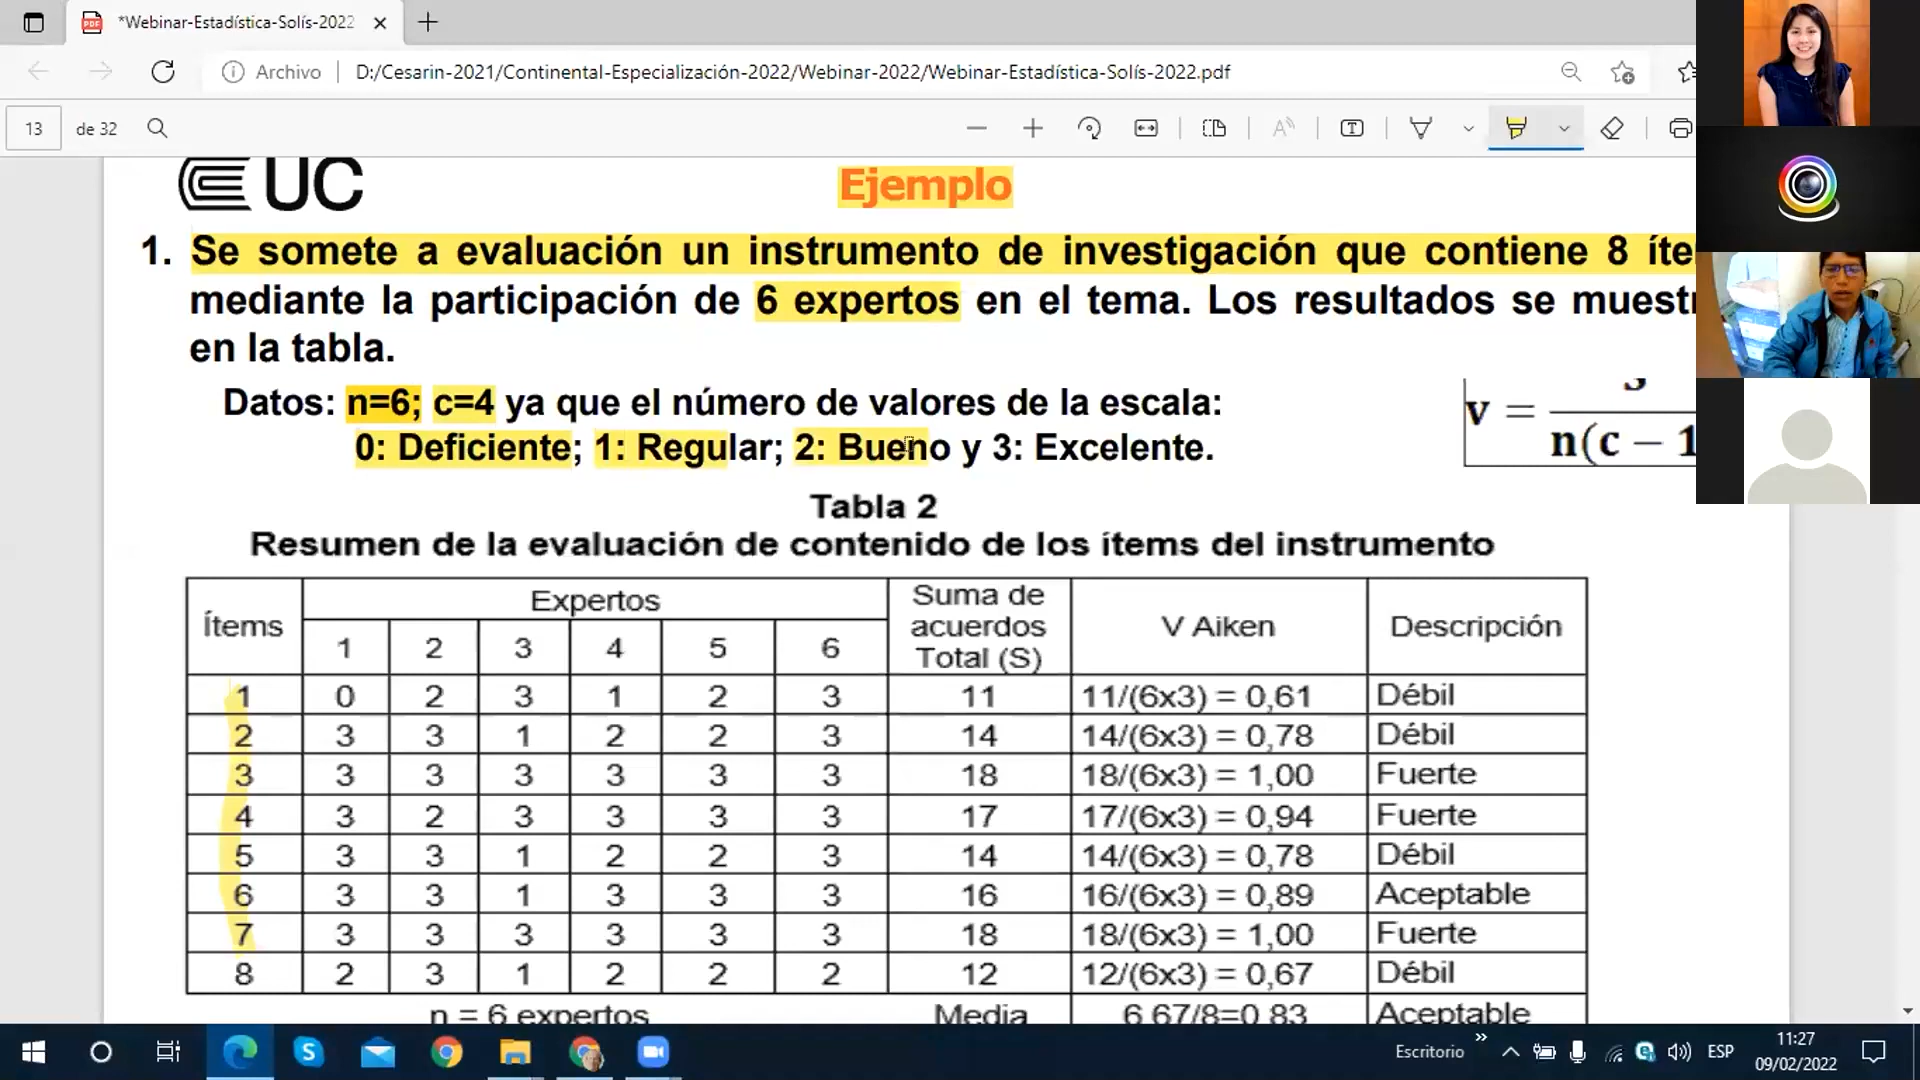 *Webinar-Estadística-Solís-2022
Archivo D:/Cesarin-2021/Continental-Especialización-2022/Webinar-2022/Webinar-Estadística-Solís-2022.pdf
13 de 32
UC
Ejemplo
1. Se somete a evaluación un instrumento de investigación que contiene 8 íte
mediante la participación de 6 expertos en el tema. Los resultados se muest
en la tabla.
Datos: n=6; c=4 ya que el número de valores de la escala:
0: Deficiente; 1: Regular; 2: Bueno y 3: Excelente.
v = n(c − 1
Tabla 2
Resumen de la evaluación de contenido de los ítems del instrumento
Ítems Expertos Suma de acuerdos Total (S) V Aiken Descripción
1 2 3 4 5 6
1 0 2 3 1 2 3 11 11/(6x3) = 0,61 Débil
2 3 3 1 2 2 3 14 14/(6x3) = 0,78 Débil
3 3 3 3 3 3 3 18 18/(6x3) = 1,00 Fuerte
4 3 2 3 3 3 3 17 17/(6x3) = 0,94 Fuerte
5 3 3 1 2 2 3 14 14/(6x3) = 0,78 Débil
6 3 3 1 3 3 3 16 16/(6x3) = 0,89 Aceptable
7 3 3 3 3 3 3 18 18/(6x3) = 1,00 Fuerte
8 2 3 1 2 2 2 12 12/(6x3) = 0,67 Débil
n = 6 expertos Media 6,67/8=0,83 Aceptable
Escritorio ESP 11:27
09/02/2022